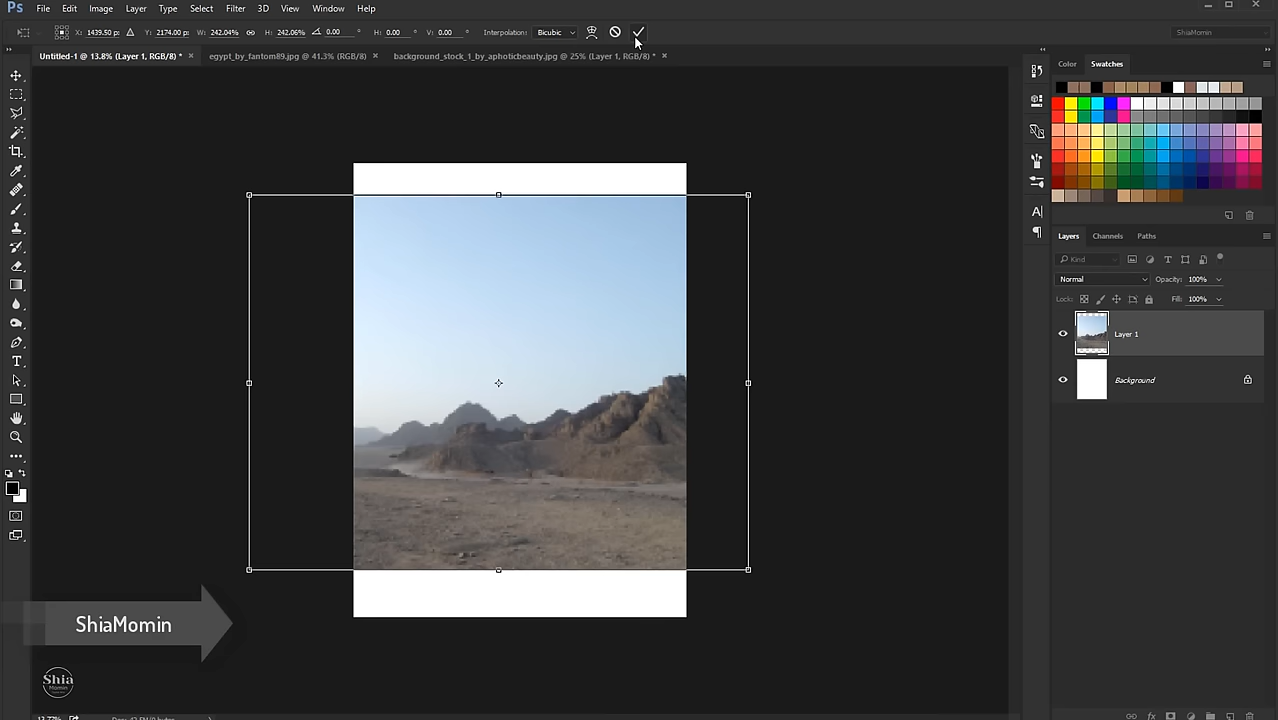 Ps File Edit Image Layer Type Select Filter 3D View Window Help
X: 1439.50 p: Y: 2174.00 p: W: 242.04% H: 242.06% 0.00 ° H: 0.00 ° V: 0.00 ° Interpolation: Bicubic ShiaMomin
Untitled-1 @ 13.8% (Layer 1, RGB/8) * × egypt_by_fantom89.jpg @ 41.3% (RGB/8) × background_stock_1_by_aphoticbeauty.jpg @ 25% (Layer 1, RGB/8) * ×
Color Swatches
Layers Channels Paths
Kind
Normal Opacity: 100%
Lock: Fill: 100%
Layer 1
Background
ShiaMomin
Shia
Momin